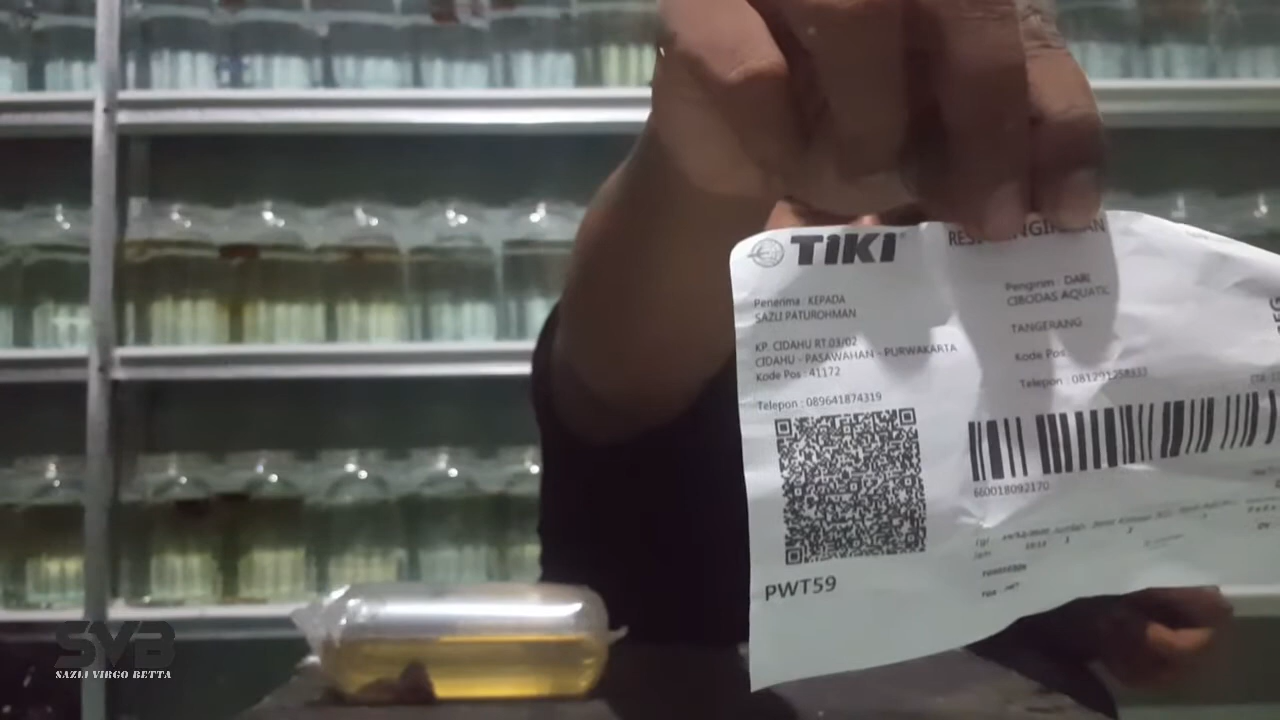 TIKI
Penerima : KEPADA
SAZLI PATUROHMAN
KP. CIDAHU RT.03/02
CIDAHU - PASAWAHAN - PURWAKARTA
Kode Pos : 41172
Telepon : 089641874319
PWT59
Pengirim : DARI
CIBODAS AQUATIC
TANGERANG
Kode Pos:
Telepon : 081291258333
660018092170
SVB
SAZLI VIRGO BETTA